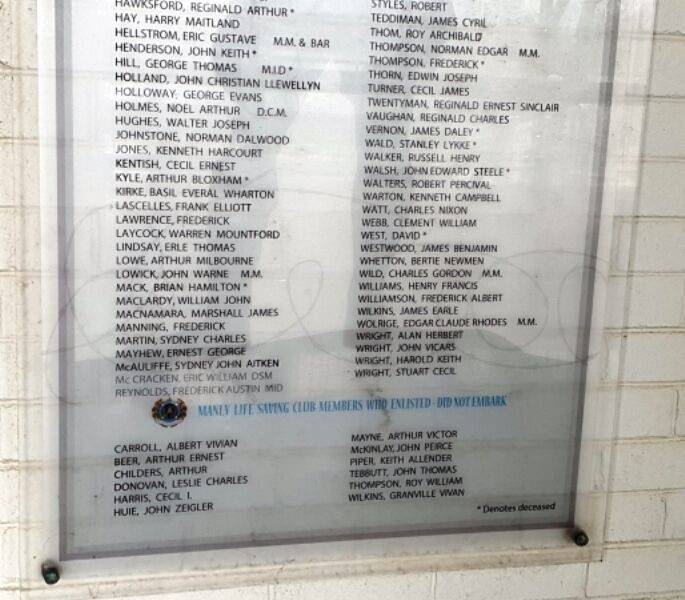 HAWKSFORD, REGINALD ARTHUR *
HAY, HARRY MAITLAND
HELLSTROM, ERIC GUSTAVE M.M. & BAR
HENDERSON, JOHN KEITH *
HILL, GEORGE THOMAS M.I.D *
HOLLAND, JOHN CHRISTIAN LLEWELLYN
HOLLOWAY, GEORGE EVANS
HOLMES, NOEL ARTHUR D.C.M.
HUGHES, WALTER JOSEPH
JOHNSTONE, NORMAN DALWOOD
JONES, KENNETH HARCOURT
KENTISH, CECIL ERNEST
KYLE, ARTHUR BLOXHAM *
KIRKE, BASIL EVERAL WHARTON
LASCELLES, FRANK ELLIOTT
LAWRENCE, FREDERICK
LAYCOCK, WARREN MOUNTFORD
LINDSAY, ERLE THOMAS
LOWE, ARTHUR MILBOURNE
LOWICK, JOHN WARNE M.M.
MACK, BRIAN HAMILTON *
MACLARDY, WILLIAM JOHN
MACNAMARA, MARSHALL JAMES
MANNING, FREDERICK
MARTIN, SYDNEY CHARLES
MAYHEW, ERNEST GEORGE
McAULIFFE, SYDNEY JOHN AITKEN
Mc CRACKEN, ERIC WILLIAM DSM
REYNOLDS, FREDERICK AUSTIN MID
STYLES, ROBERT
TEDDIMAN, JAMES CYRIL
THOM, ROY ARCHIBALD
THOMPSON, NORMAN EDGAR M.M.
THOMPSON, FREDERICK *
THORN, EDWIN JOSEPH
TURNER, CECIL JAMES
TWENTYMAN, REGINALD ERNEST SINCLAIR
VAUGHAN, REGINALD CHARLES
VERNON, JAMES DALEY *
WALD, STANLEY LYKKE *
WALKER, RUSSELL HENRY
WALSH, JOHN EDWARD STEELE *
WALTERS, ROBERT PERCIVAL
WARTON, KENNETH CAMPBELL
WATT, CHARLES NIXON
WEBB, CLEMENT WILLIAM
WEST, DAVID *
WESTWOOD, JAMES BENJAMIN
WHETTON, BERTIE NEWMEN
WILD, CHARLES GORDON M.M.
WILLIAMS, HENRY FRANCIS
WILLIAMSON, FREDERICK ALBERT
WILKINS, JAMES EARLE
WOLRIGE, EDGAR CLAUDE RHODES M.M.
WRIGHT, ALAN HERBERT
WRIGHT, JOHN VICARS
WRIGHT, HAROLD KEITH
WRIGHT, STUART CECIL
MANLY LIFE SAVING CLUB MEMBERS WHO ENLISTED - DID NOT EMBARK
CARROLL, ALBERT VIVIAN
BEER, ARTHUR ERNEST
CHILDERS, ARTHUR
DONOVAN, LESLIE CHARLES
HARRIS, CECIL I.
HUIE, JOHN ZEIGLER
MAYNE, ARTHUR VICTOR
McKINLAY, JOHN PEIRCE
PIPER, KEITH ALLENDER
TEBBUTT, JOHN THOMAS
THOMPSON, ROY WILLIAM
WILKINS, GRANVILLE VIVAN
* Denotes deceased